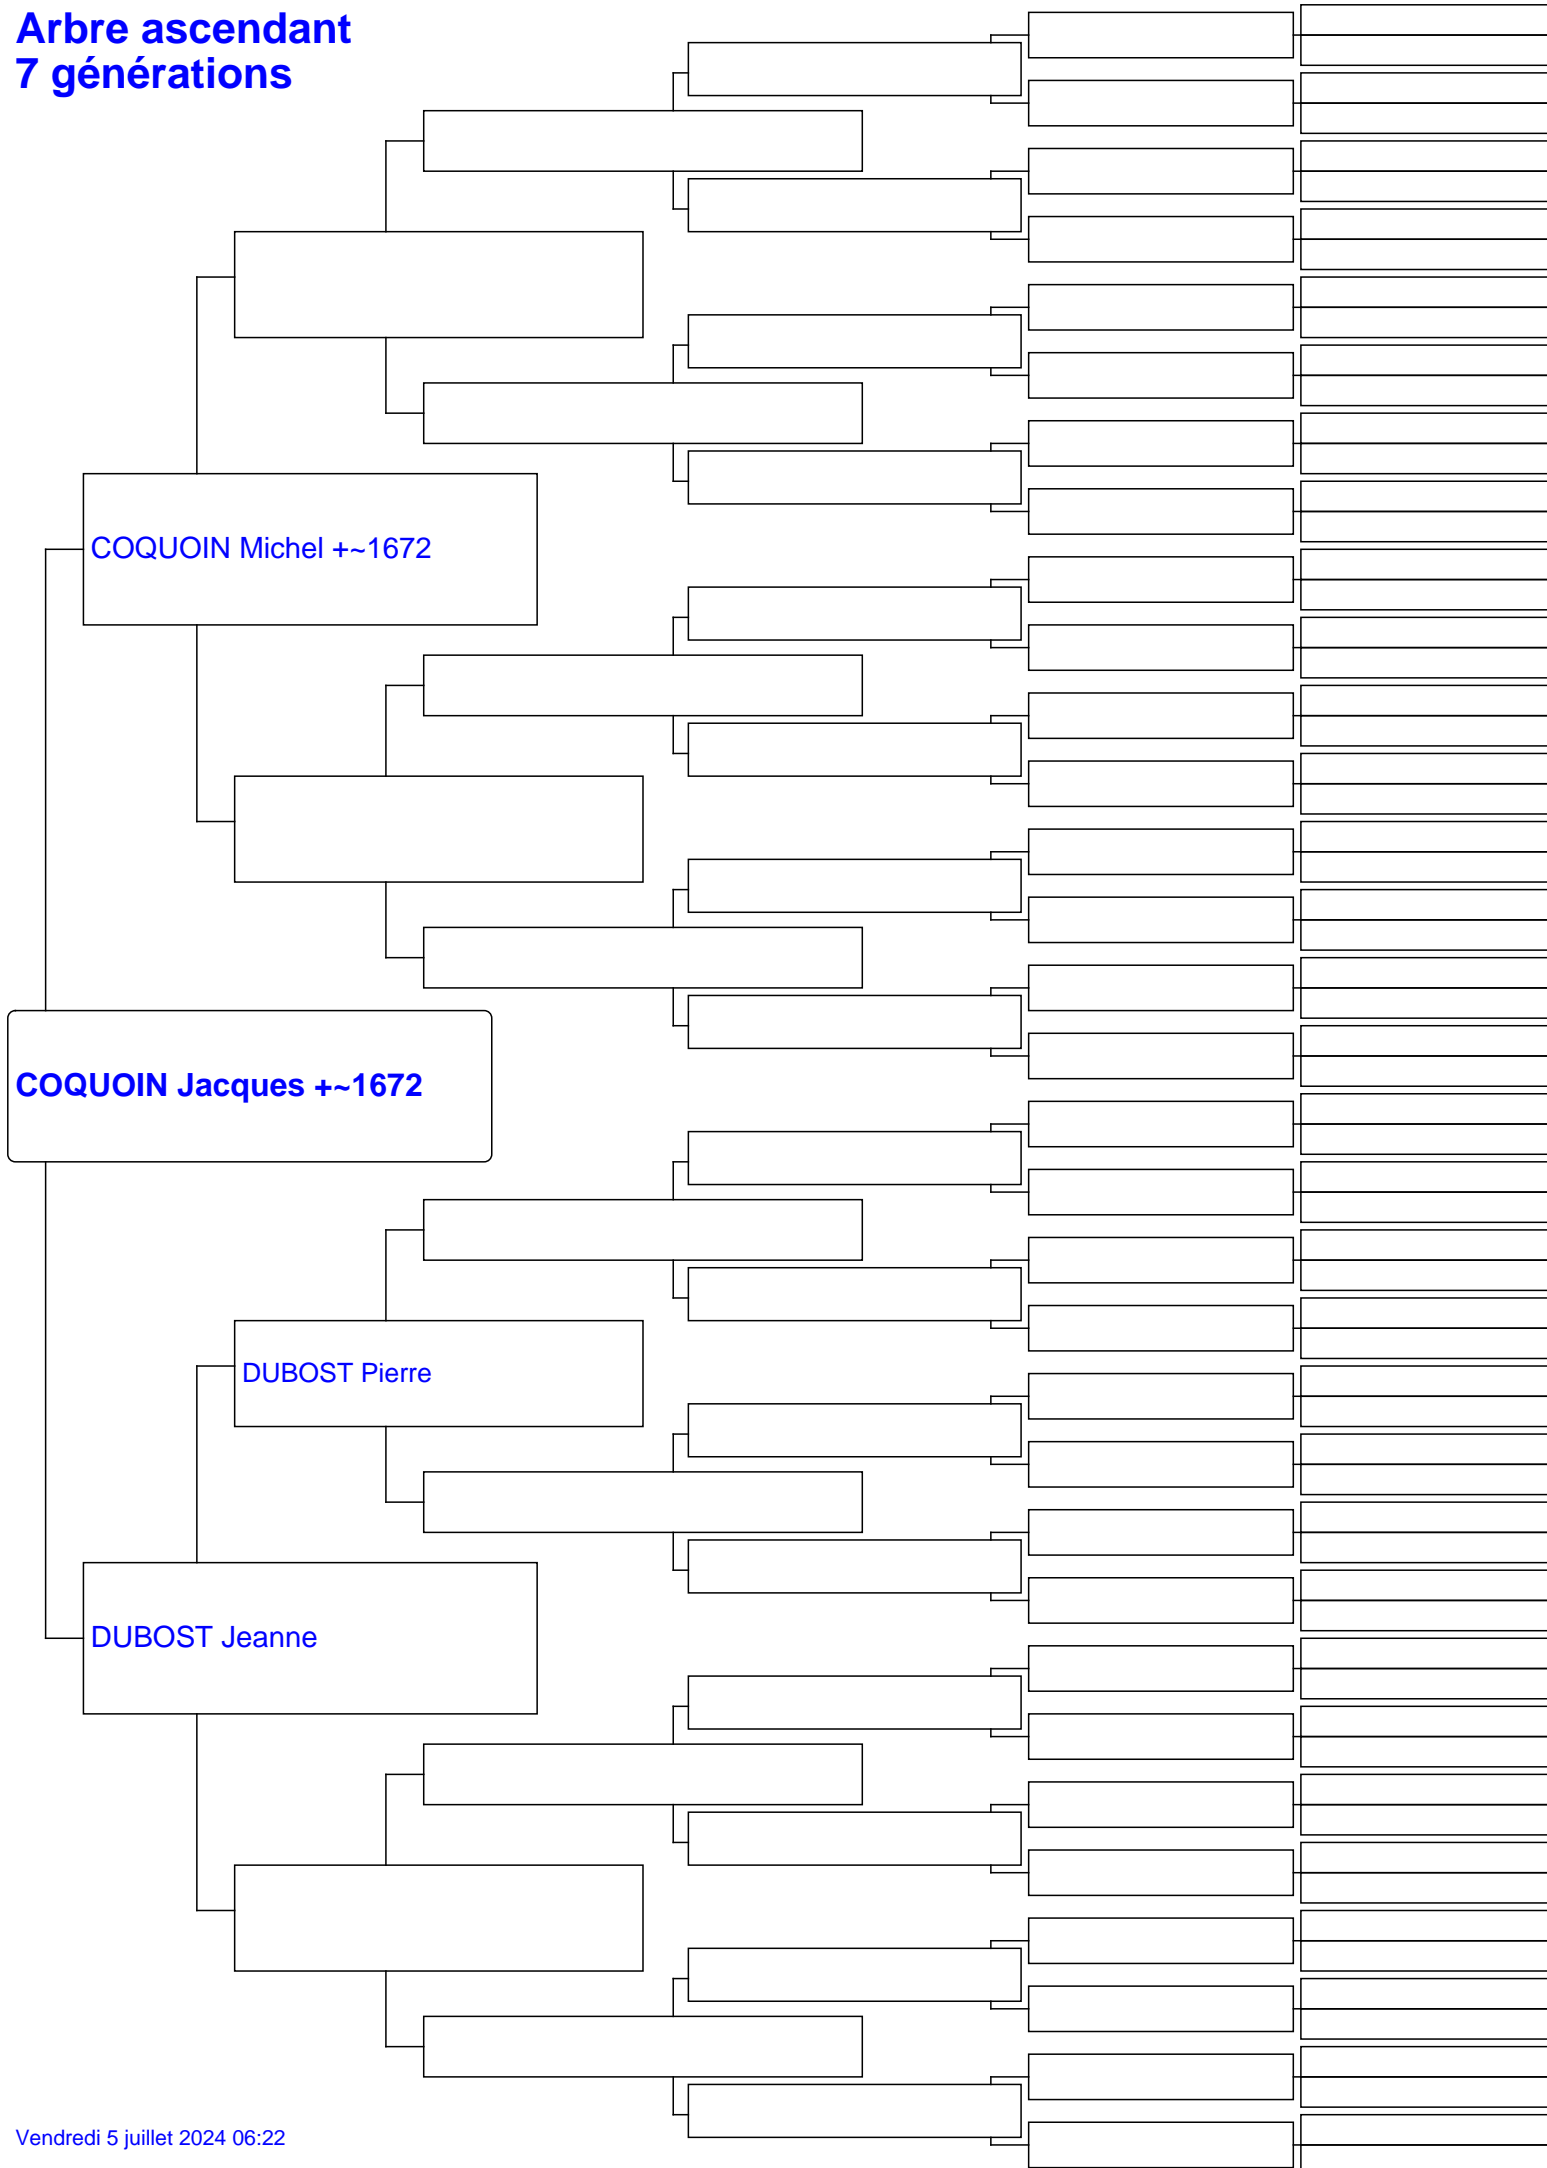 Arbre ascendant
7 générations
COQUOIN Michel +~1672
COQUOIN Jacques +~1672
DUBOST Pierre
DUBOST Jeanne
Vendredi 5 juillet 2024 06:22